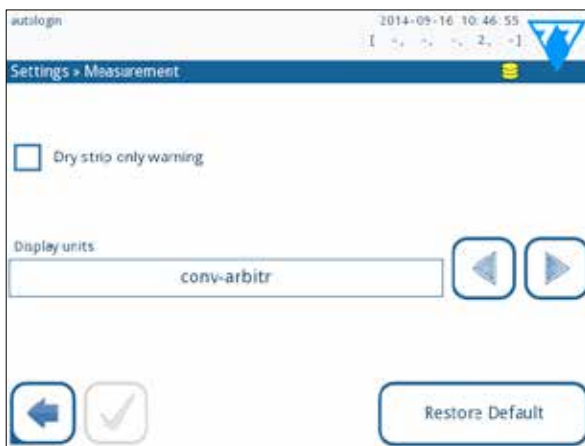 autologin
2014-09-16 10:46:55
[ -, -, -, 2, -]
Settings » Measurement
Dry strip only warning
Display units
conv-arbitr
Restore Default